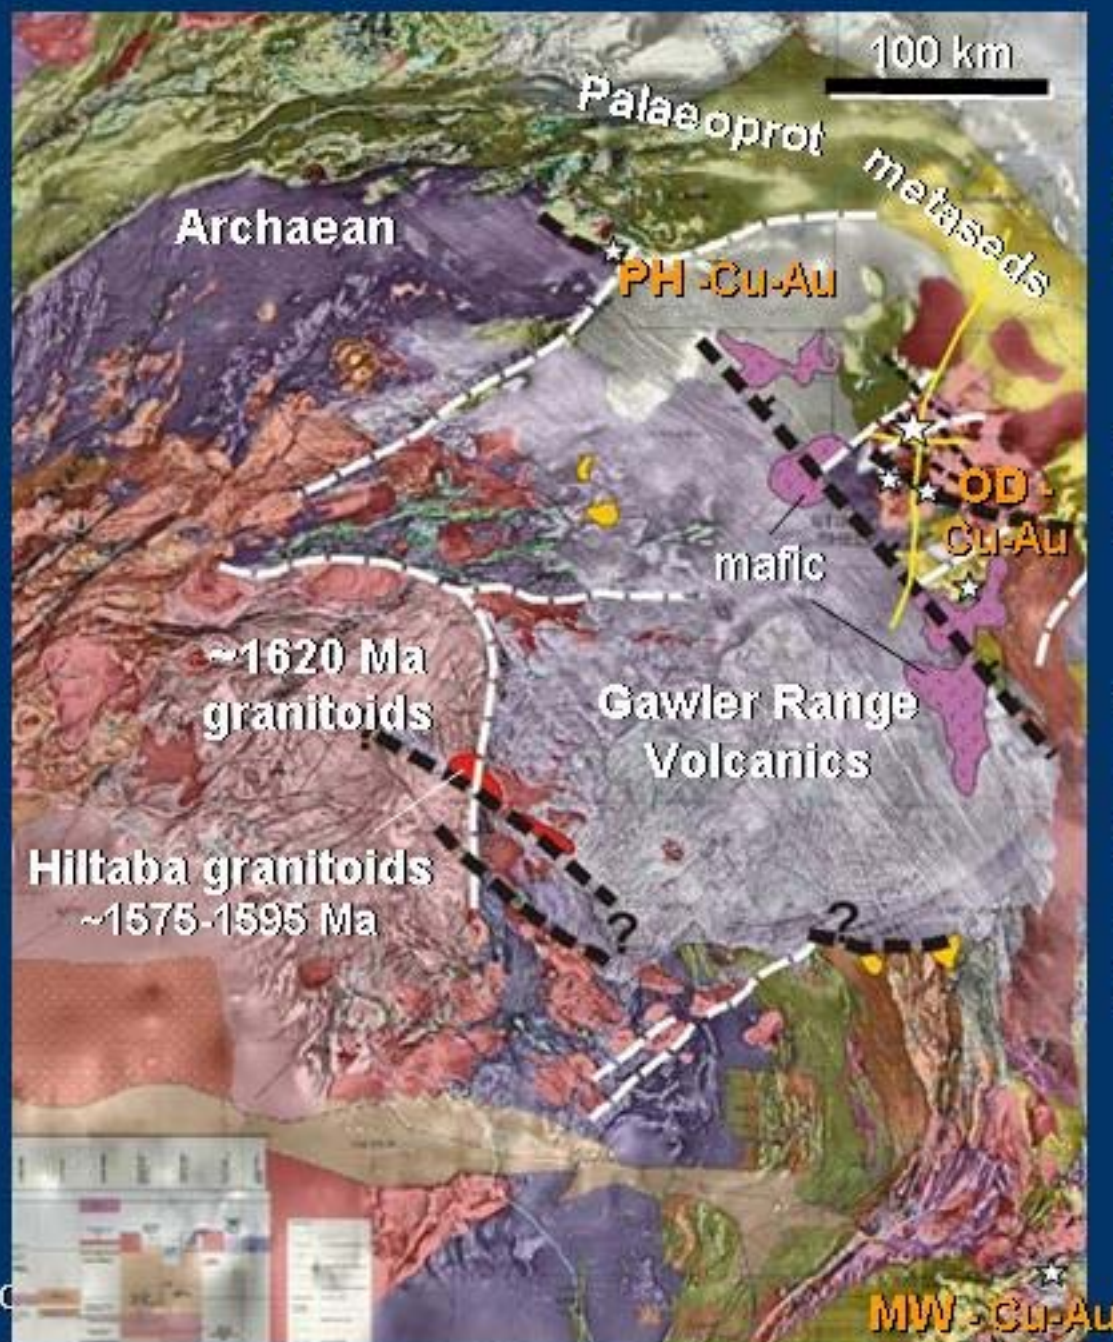 100 km
Palaeoprot
metaseds
Archaean
PH -Cu-Au
OD -
Cu-Au
mafic
~1620 Ma
granitoids
Gawler Range
Volcanics
Hiltaba granitoids
~1575-1595 Ma
?
?
MW - Cu-Au